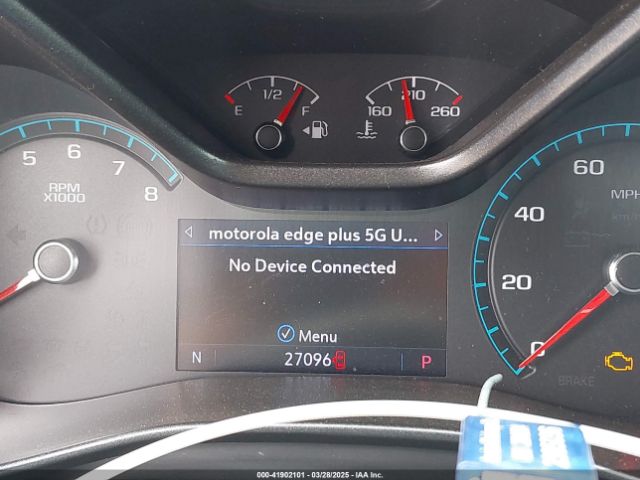 1/2
E F
210
160 260
5 6 7 8
RPM
X1000
motorola edge plus 5G U...
No Device Connected
Menu
N 27096 P
0 20 40 60
MPH
BRAKE
000-41902101 — 03/28/2025 — IAA Inc.